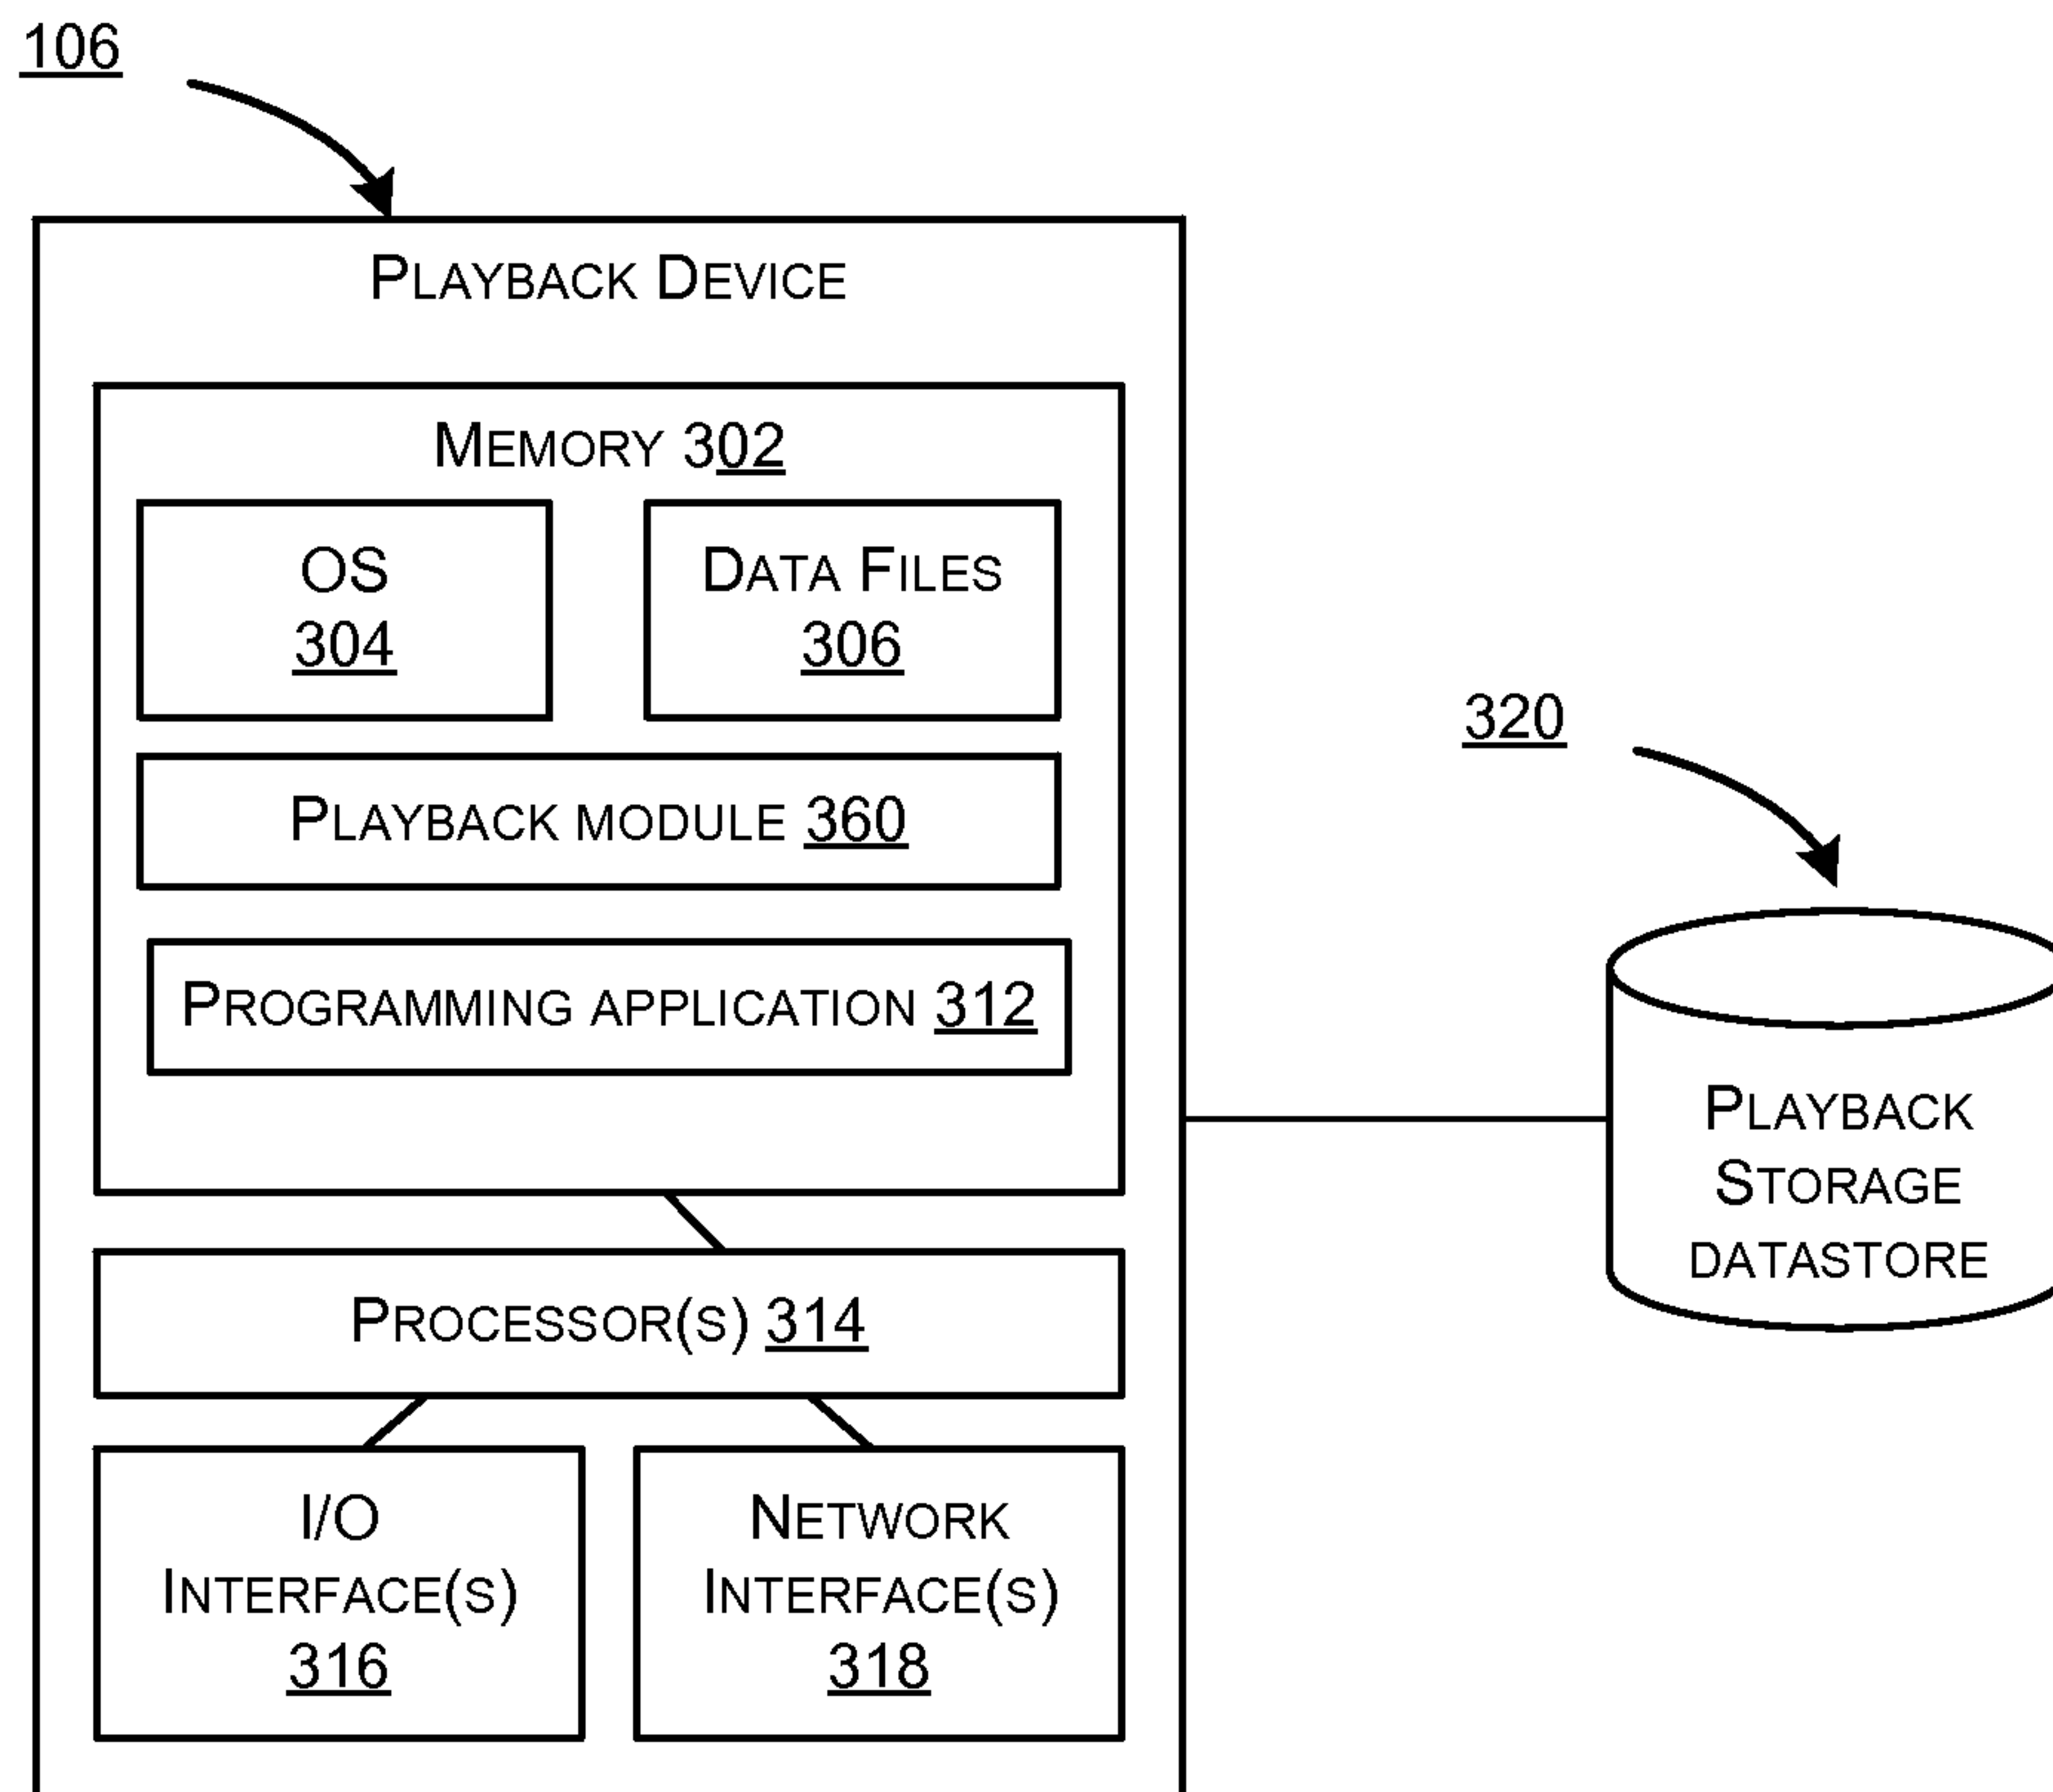 106
PLAYBACK DEVICE
MEMORY 302
OS
304
DATA FILES
306
PLAYBACK MODULE 360
PROGRAMMING APPLICATION 312
320
PLAYBACK
STORAGE
DATASTORE
PROCESSOR(S) 314
I/O
INTERFACE(S)
316
NETWORK
INTERFACE(S)
318